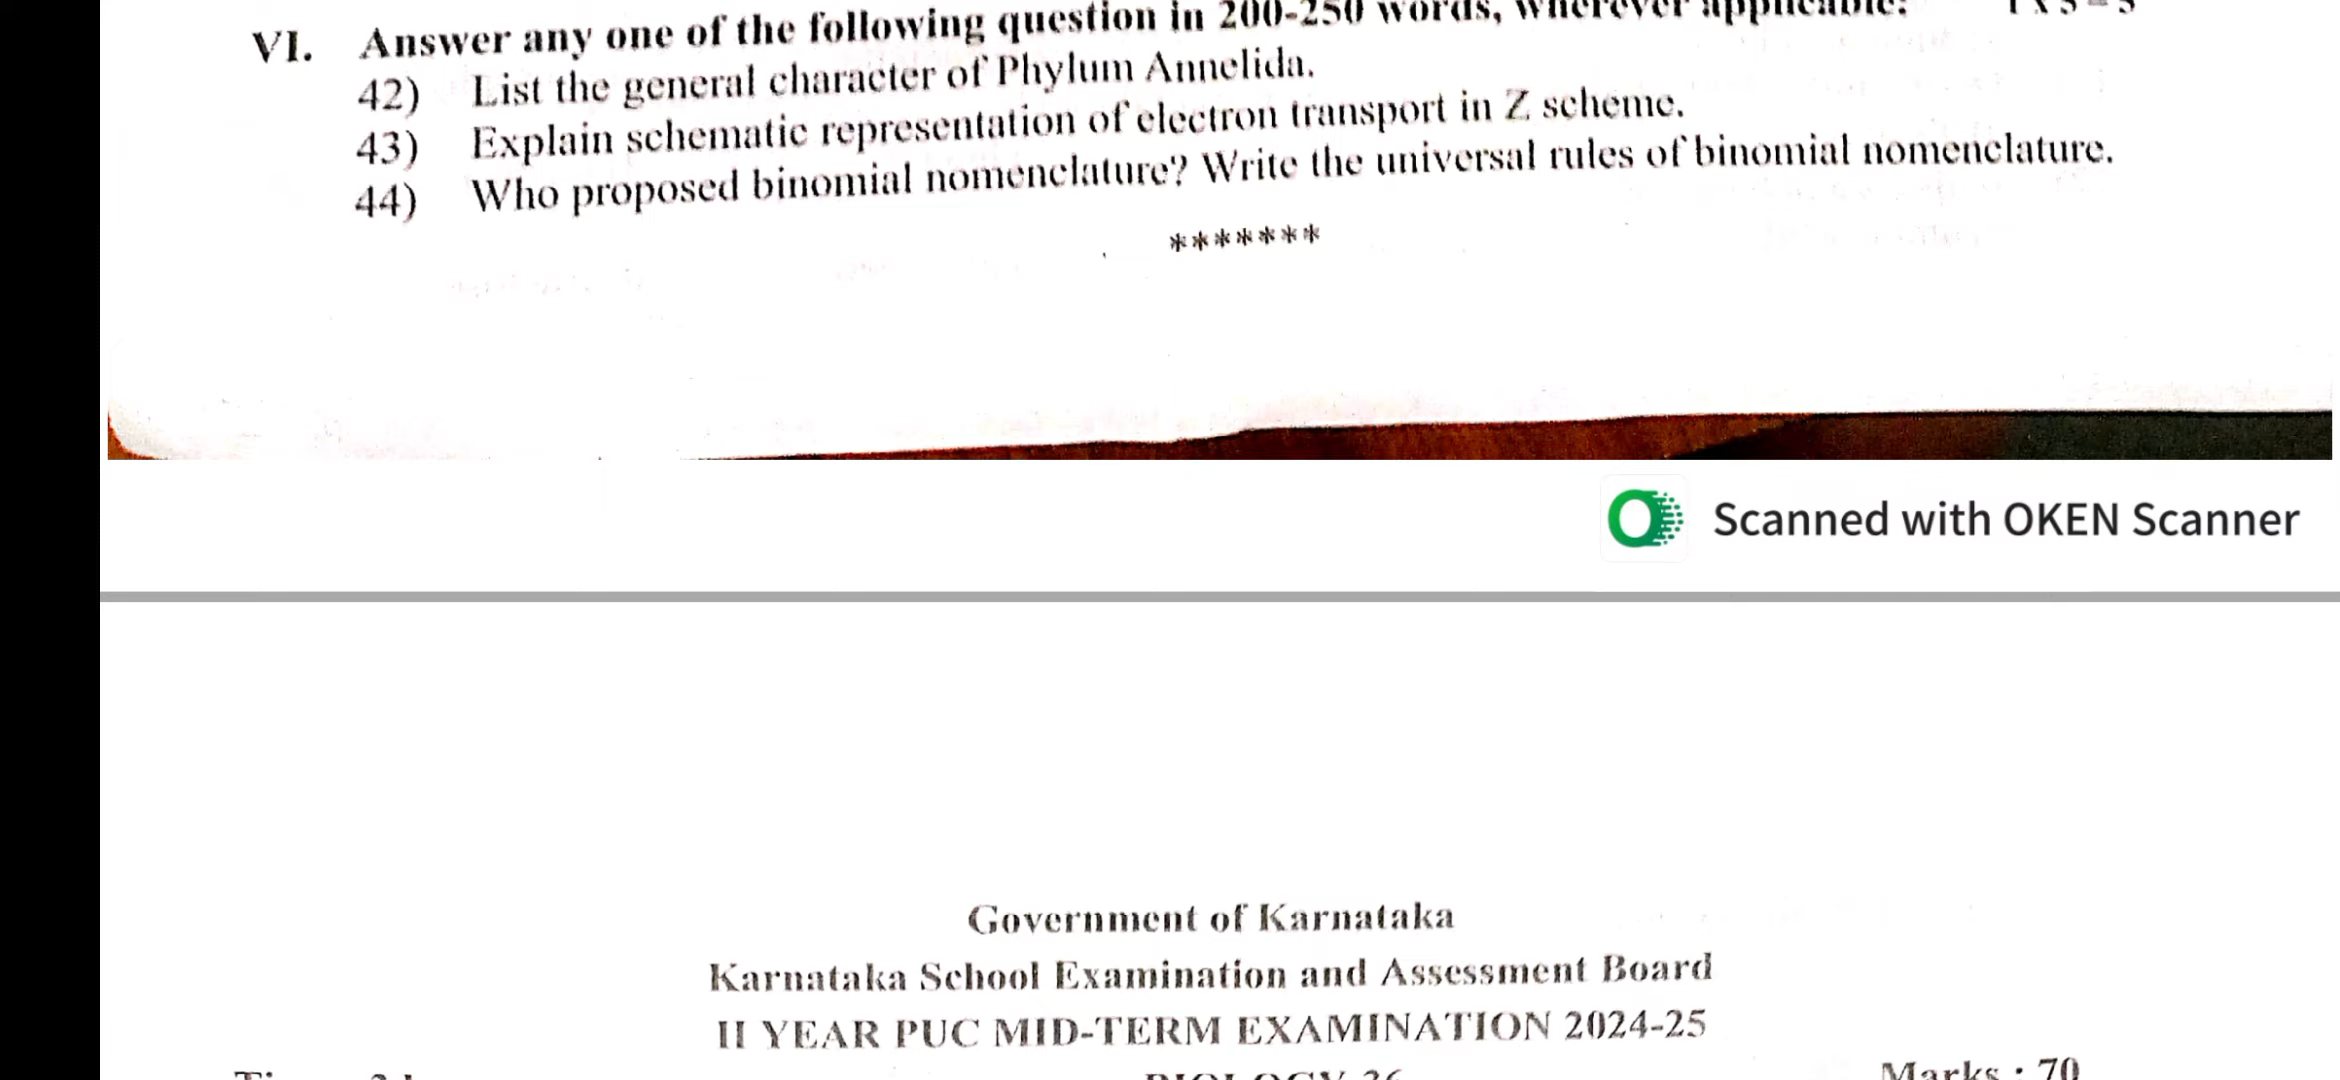 VI. Answer any one of the following question in 200-250 words, wherever applicable: 1 x 5 = 5
42) List the general character of Phylum Annelida.
43) Explain schematic representation of electron transport in Z scheme.
44) Who proposed binomial nomenclature? Write the universal rules of binomial nomenclature.
*******
Scanned with OKEN Scanner
Government of Karnataka
Karnataka School Examination and Assessment Board
II YEAR PUC MID-TERM EXAMINATION 2024-25
Marks : 70